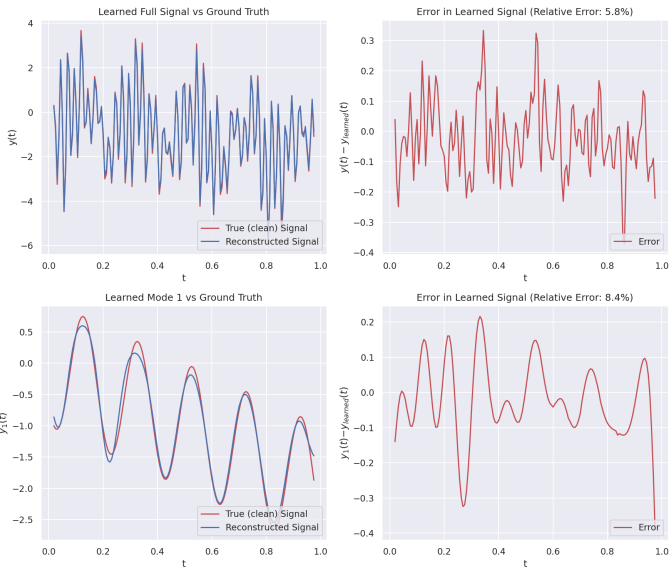 Learned Full Signal vs Ground Truth
4
2
0
−2
−4
−6
y(t)
0.0 0.2 0.4 0.6 0.8 1.0
t
True (clean) Signal
Reconstructed Signal
Error in Learned Signal (Relative Error: 5.8%)
0.3
0.2
0.1
0.0
−0.1
−0.2
−0.3
−0.4
y(t) − y_learned(t)
0.0 0.2 0.4 0.6 0.8 1.0
t
Error
Learned Mode 1 vs Ground Truth
0.5
0.0
−0.5
−1.0
−1.5
−2.0
−2.5
y₁(t)
0.0 0.2 0.4 0.6 0.8 1.0
t
True (clean) Signal
Reconstructed Signal
Error in Learned Signal (Relative Error: 8.4%)
0.2
0.1
0.0
−0.1
−0.2
−0.3
−0.4
y₁(t)−y_learned(t)
0.0 0.2 0.4 0.6 0.8 1.0
t
Error